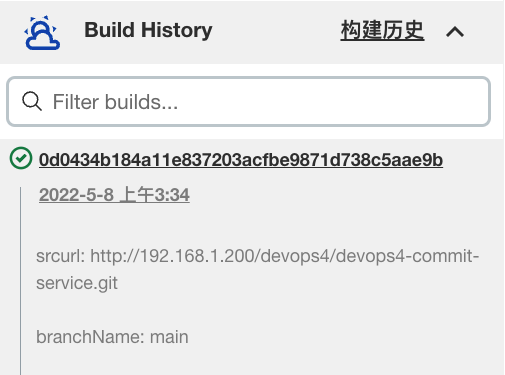 Build History 构建历史
Filter builds...
0d0434b184a11e837203acfbe9871d738c5aae9b
2022-5-8 上午3:34
srcurl: http://192.168.1.200/devops4/devops4-commit-
service.git
branchName: main